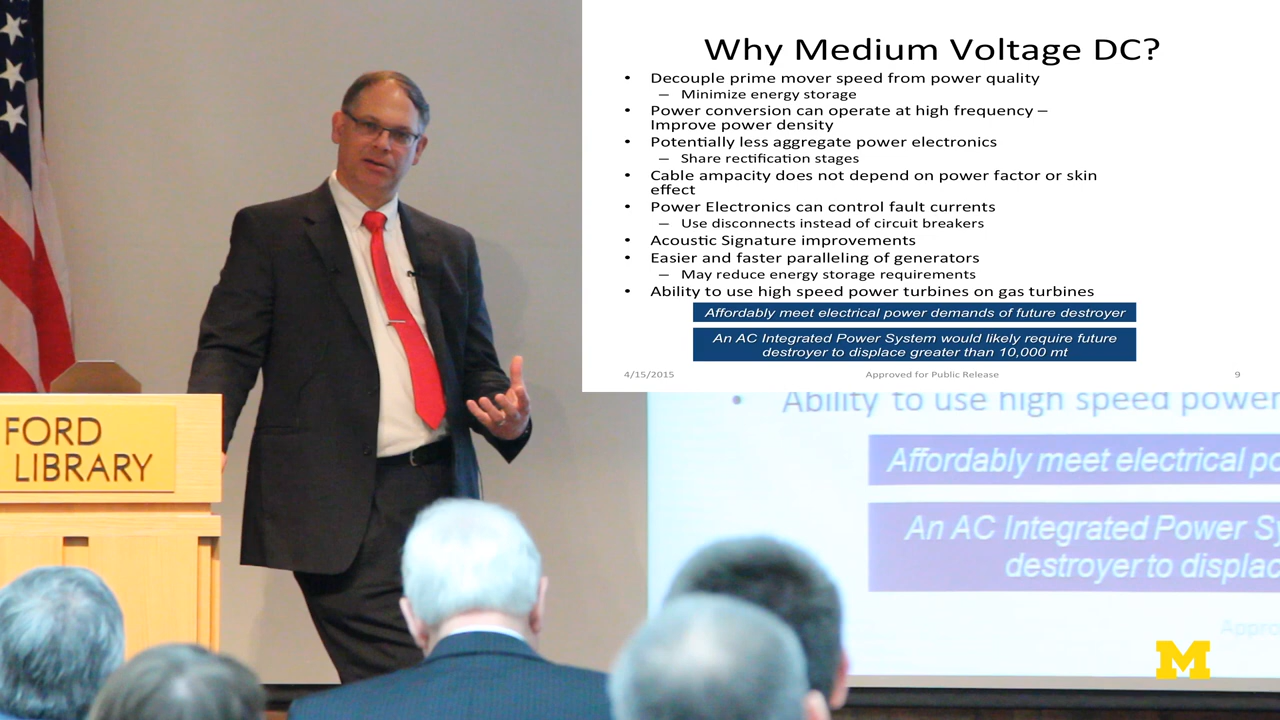 Why Medium Voltage DC?
• Decouple prime mover speed from power quality
– Minimize energy storage
• Power conversion can operate at high frequency –
Improve power density
• Potentially less aggregate power electronics
– Share rectification stages
• Cable ampacity does not depend on power factor or skin
effect
• Power Electronics can control fault currents
– Use disconnects instead of circuit breakers
• Acoustic Signature improvements
• Easier and faster paralleling of generators
– May reduce energy storage requirements
• Ability to use high speed power turbines on gas turbines
Affordably meet electrical power demands of future destroyer
An AC Integrated Power System would likely require future
destroyer to displace greater than 10,000 mt
4/15/2015 Approved for Public Release 9
FORD
LIBRARY
• Ability to use high speed power
Affordably meet electrical
An AC Integrated Power
destroyer to
M